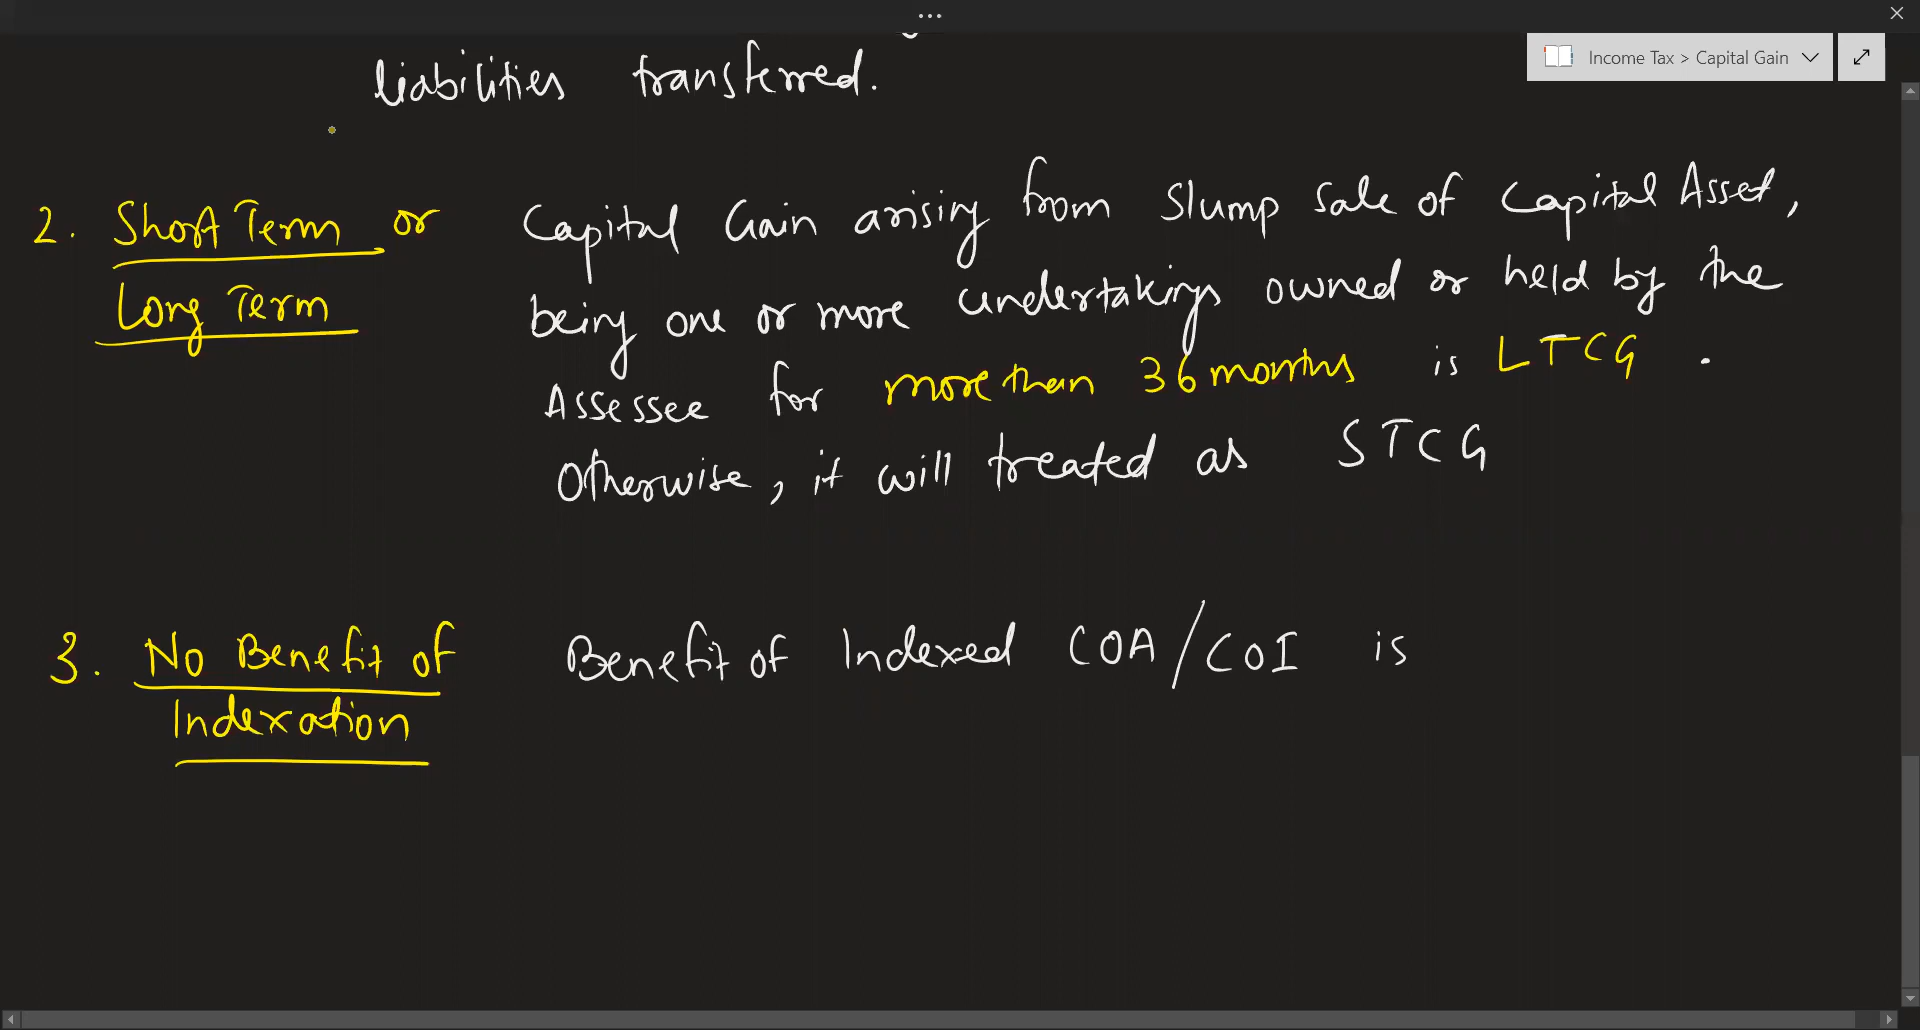 ...
Income Tax > Capital Gain
liabilities transferred.
2. Short Term or
Long Term
Capital Gain arising from Slump Sale of Capital Asset,
being one or more undertakings owned or held by the
Assessee for more than 36 months is LTCG.
Otherwise, it will treated as STCG
3. No Benefit of
Indexation
Benefit of Indexed COA/COI is